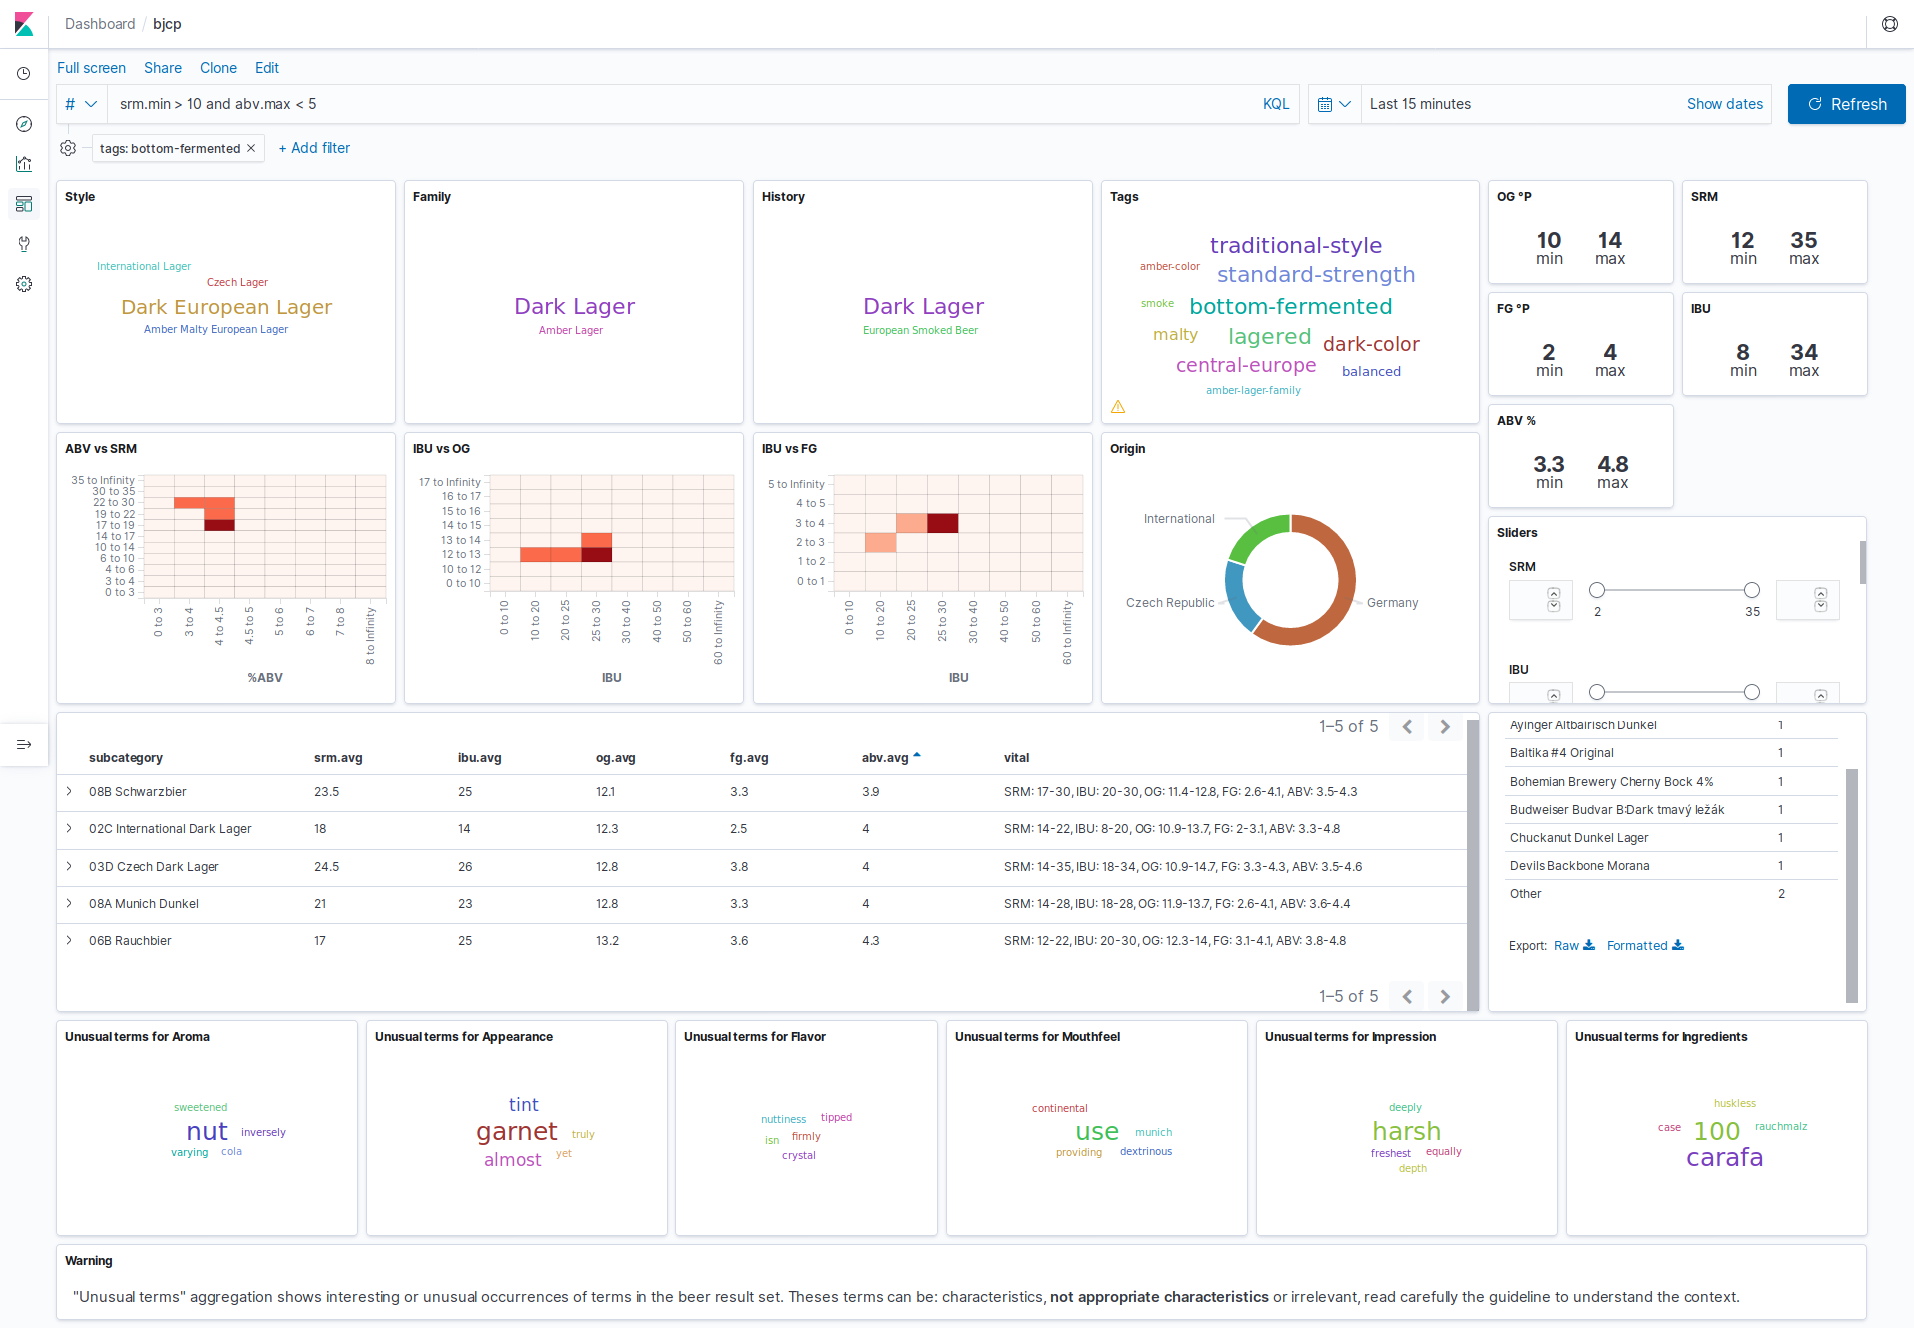 Dashboard / bjcp
Full screen Share Clone Edit
# srm.min > 10 and abv.max < 5 KQL Last 15 minutes Show dates Refresh
tags: bottom-fermented × + Add filter
Style
International Lager
Czech Lager
Dark European Lager
Amber Malty European Lager
Family
Dark Lager
Amber Lager
History
Dark Lager
European Smoked Beer
Tags
traditional-style
amber-color
standard-strength
smoke
bottom-fermented
malty
lagered
dark-color
central-europe
balanced
amber-lager-family
OG °P
10 14
min max
SRM
12 35
min max
FG °P
2 4
min max
IBU
8 34
min max
ABV %
3.3 4.8
min max
ABV vs SRM
35 to Infinity
30 to 35
22 to 30
19 to 22
17 to 19
14 to 17
10 to 14
6 to 10
4 to 6
3 to 4
0 to 3
0 to 3
3 to 4
4 to 4.5
4.5 to 5
5 to 6
6 to 7
7 to 8
8 to Infinity
%ABV
IBU vs OG
17 to Infinity
16 to 17
15 to 16
14 to 15
13 to 14
12 to 13
10 to 12
0 to 10
0 to 10
10 to 20
20 to 25
25 to 30
30 to 40
40 to 50
50 to 60
60 to Infinity
IBU
IBU vs FG
5 to Infinity
4 to 5
3 to 4
2 to 3
1 to 2
0 to 1
0 to 10
10 to 20
20 to 25
25 to 30
30 to 40
40 to 50
50 to 60
60 to Infinity
IBU
Origin
International
Czech Republic
Germany
Sliders
SRM
2 35
IBU
1–5 of 5
subcategory srm.avg ibu.avg og.avg fg.avg abv.avg vital
08B Schwarzbier 23.5 25 12.1 3.3 3.9 SRM: 17-30, IBU: 20-30, OG: 11.4-12.8, FG: 2.6-4.1, ABV: 3.5-4.3
02C International Dark Lager 18 14 12.3 2.5 4 SRM: 14-22, IBU: 8-20, OG: 10.9-13.7, FG: 2-3.1, ABV: 3.3-4.8
03D Czech Dark Lager 24.5 26 12.8 3.8 4 SRM: 14-35, IBU: 18-34, OG: 10.9-14.7, FG: 3.3-4.3, ABV: 3.5-4.6
08A Munich Dunkel 21 23 12.8 3.3 4 SRM: 14-28, IBU: 18-28, OG: 11.9-13.7, FG: 2.6-4.1, ABV: 3.6-4.4
06B Rauchbier 17 25 13.2 3.6 4.3 SRM: 12-22, IBU: 20-30, OG: 12.3-14, FG: 3.1-4.1, ABV: 3.8-4.8
1–5 of 5
Ayinger Altbairisch Dunkel 1
Baltika #4 Original 1
Bohemian Brewery Cherny Bock 4% 1
Budweiser Budvar B:Dark tmavý ležák 1
Chuckanut Dunkel Lager 1
Devils Backbone Morana 1
Other 2
Export: Raw Formatted
Unusual terms for Aroma
sweetened
nut inversely
varying cola
Unusual terms for Appearance
tint
garnet truly
almost yet
Unusual terms for Flavor
nuttiness tipped
isn firmly
crystal
Unusual terms for Mouthfeel
continental
use munich
providing dextrinous
Unusual terms for Impression
deeply
harsh
freshest equally
depth
Unusual terms for Ingredients
huskless
case 100 rauchmalz
carafa
Warning
"Unusual terms" aggregation shows interesting or unusual occurrences of terms in the beer result set. Theses terms can be: characteristics, not appropriate characteristics or irrelevant, read carefully the guideline to understand the context.